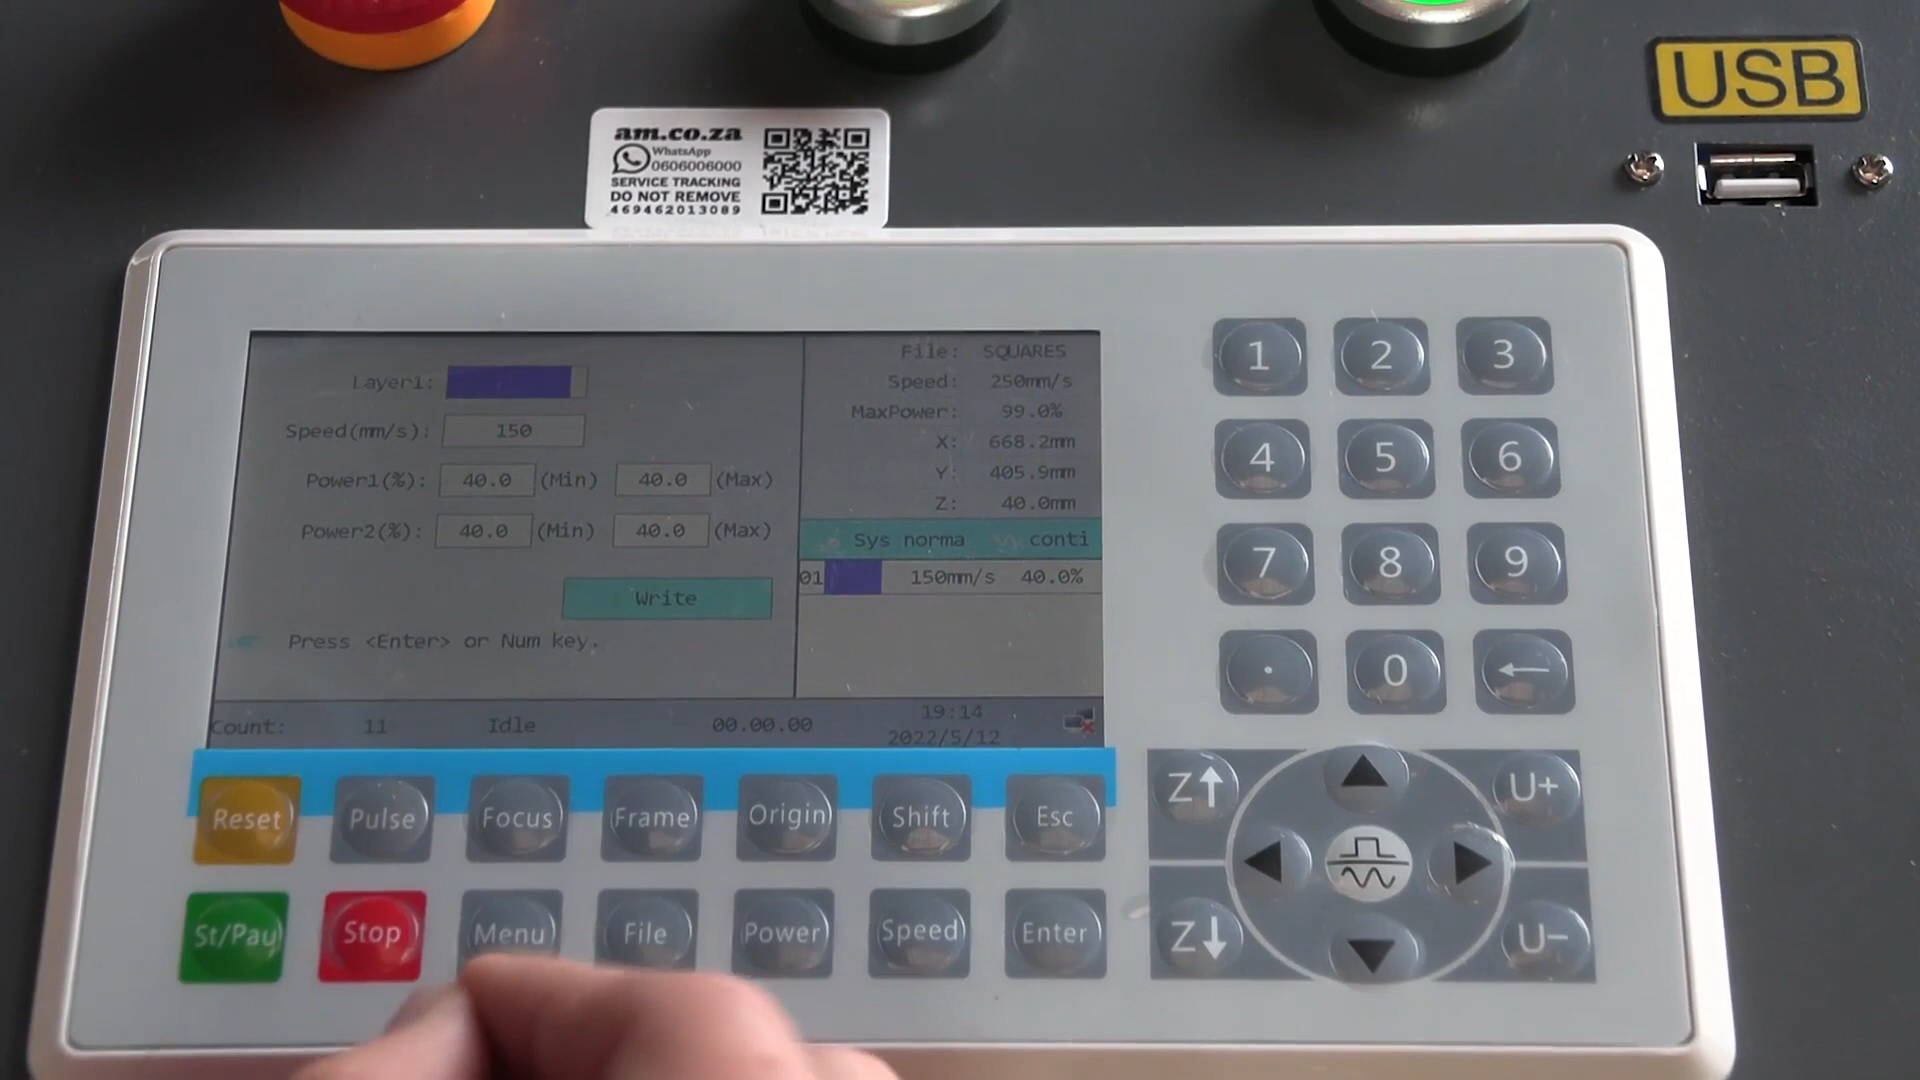 USB
am.co.za
WhatsApp
0606006000
SERVICE TRACKING
DO NOT REMOVE
469462013089
Layer1:
Speed(mm/s): 150
Power1(%): 40.0 (Min) 40.0 (Max)
Power2(%): 40.0 (Min) 40.0 (Max)
Write
Press <Enter> or Num key.
File: SQUARES
Speed: 250mm/s
MaxPower: 99.0%
X: 668.2mm
Y: 405.9mm
Z: 40.0mm
Sys norma conti
01 150mm/s 40.0%
Count: 11 Idle 00.00.00 19:14
2022/5/12
1 2 3
4 5 6
7 8 9
. 0 ←
Reset Pulse Focus Frame Origin Shift Esc
St/Pau Stop Menu File Power Speed Enter
Z↑ U+
Z↓ U-